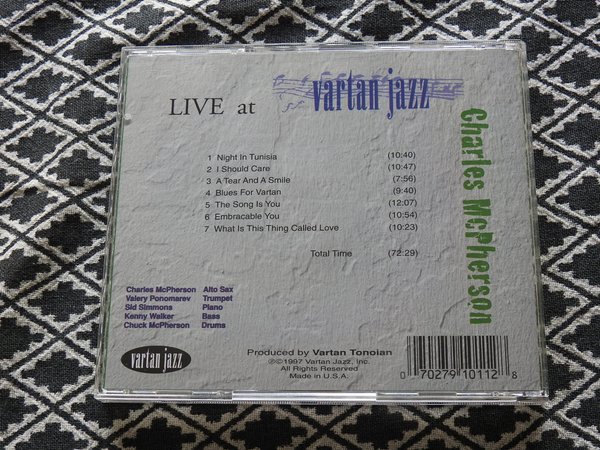 LIVE at vartan jazz
Charles McPherson
1 Night In Tunisia (10:40)
2 I Should Care (10:47)
3 A Tear And A Smile (7:56)
4 Blues For Vartan (9:40)
5 The Song Is You (12:07)
6 Embracable You (10:54)
7 What Is This Thing Called Love (10:23)
Total Time (72:29)
Charles McPherson Alto Sax
Valery Ponomarev Trumpet
Sid Simmons Piano
Kenny Walker Bass
Chuck McPherson Drums
vartan jazz
Produced by Vartan Tonoian
℗©1997 Vartan Jazz, Inc.
All Rights Reserved
Made in U.S.A.
0 70279 10112 8